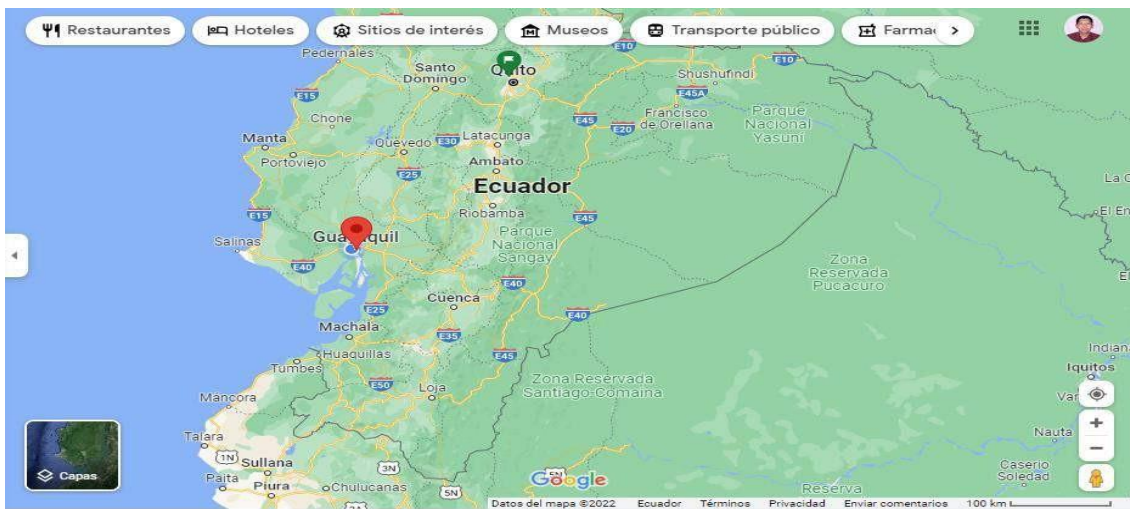 Restaurantes
Hoteles
Sitios de interés
Museos
Transporte público
Farma
E10
E10
Pedernales
Santo
Domingo
Quito
Shushufindi
E15
E45A
Chone
E45
Francisco
de Orellana
Parque
Nacional
Yasuní
E20
Manta
Quevedo
E30
Latacunga
Portoviejo
Ambato
E25
Ecuador
La C
E15
Riobamba
E45
El En
Salinas
Parque
Nacional
Sangay
Zona
Reservada
Pucacuro
E40
E40
Cuenca
E25
E40
Machala
E35
Huaquillas
E45
Indian
Tumbes
Iquitos
E50
Loja
Zona Reservada
Santiago-Comaina
Máncora
Talara
Nauta
1N
Sullana
3N
Caserio
Soledad
Capas
Paita
Piura
Chulucanas
5N
Google
Reserva
Datos del mapa ©2022
Ecuador
Términos
Privacidad
Enviar comentarios
100 km